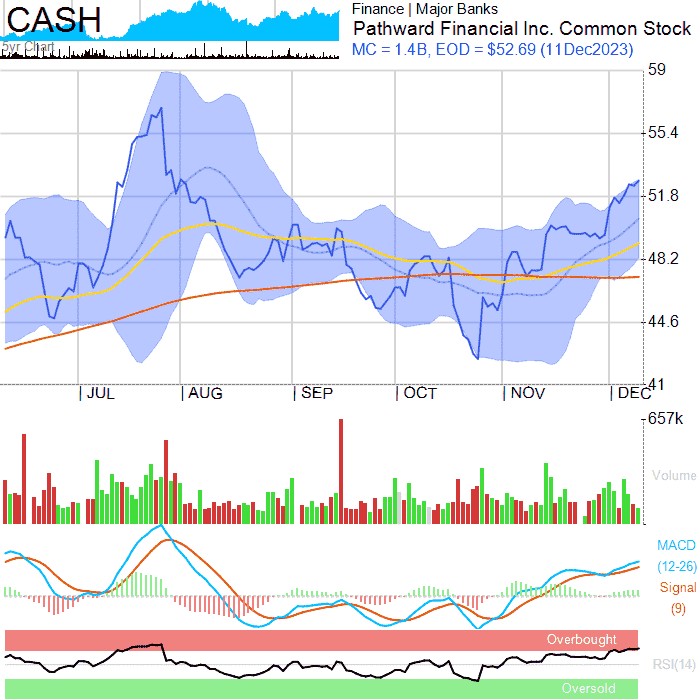 CASH
5yr Chart
Finance | Major Banks
Pathward Financial Inc. Common Stock
MC = 1.4B, EOD = $52.69 (11Dec2023)
59
55.4
51.8
48.2
44.6
41
JUL AUG SEP OCT NOV DEC
657k
Volume
MACD
(12-26)
Signal
(9)
Overbought
RSI(14)
Oversold